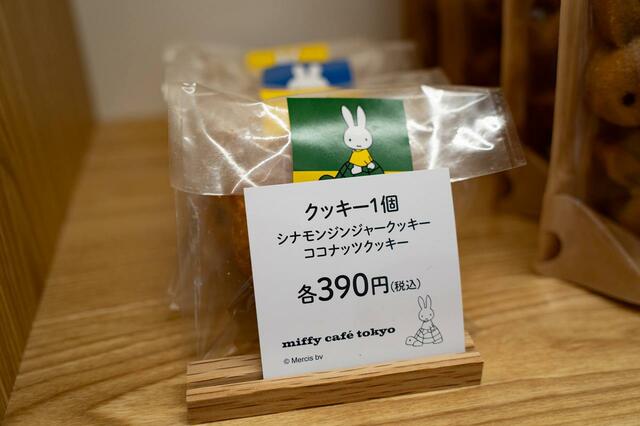 クッキー1個
シナモンジンジャークッキー
ココナッツクッキー
各390円(税込)
miffy café tokyo
© Mercis bv